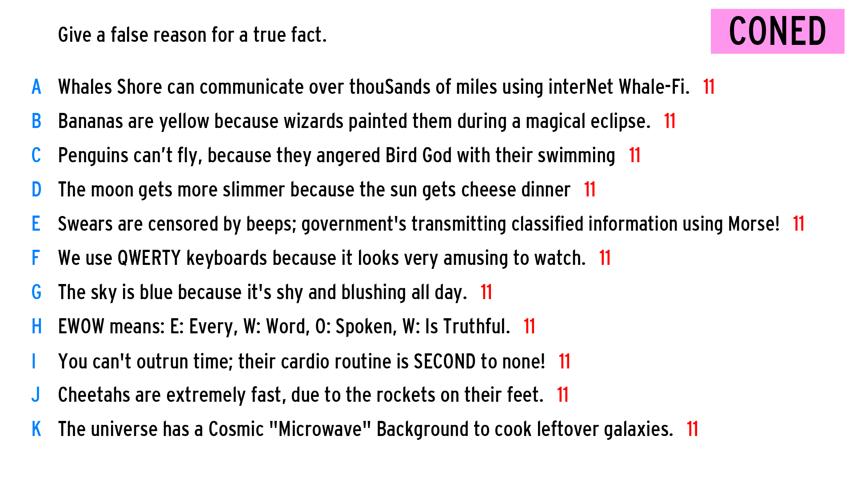 Give a false reason for a true fact.
CONED
A Whales Shore can communicate over thouSands of miles using interNet Whale-Fi. 11
B Bananas are yellow because wizards painted them during a magical eclipse. 11
C Penguins can't fly, because they angered Bird God with their swimming 11
D The moon gets more slimmer because the sun gets cheese dinner 11
E Swears are censored by beeps; government's transmitting classified information using Morse! 11
F We use QWERTY keyboards because it looks very amusing to watch. 11
G The sky is blue because it's shy and blushing all day. 11
H EWOW means: E: Every, W: Word, O: Spoken, W: Is Truthful. 11
I You can't outrun time; their cardio routine is SECOND to none! 11
J Cheetahs are extremely fast, due to the rockets on their feet. 11
K The universe has a Cosmic "Microwave" Background to cook leftover galaxies. 11